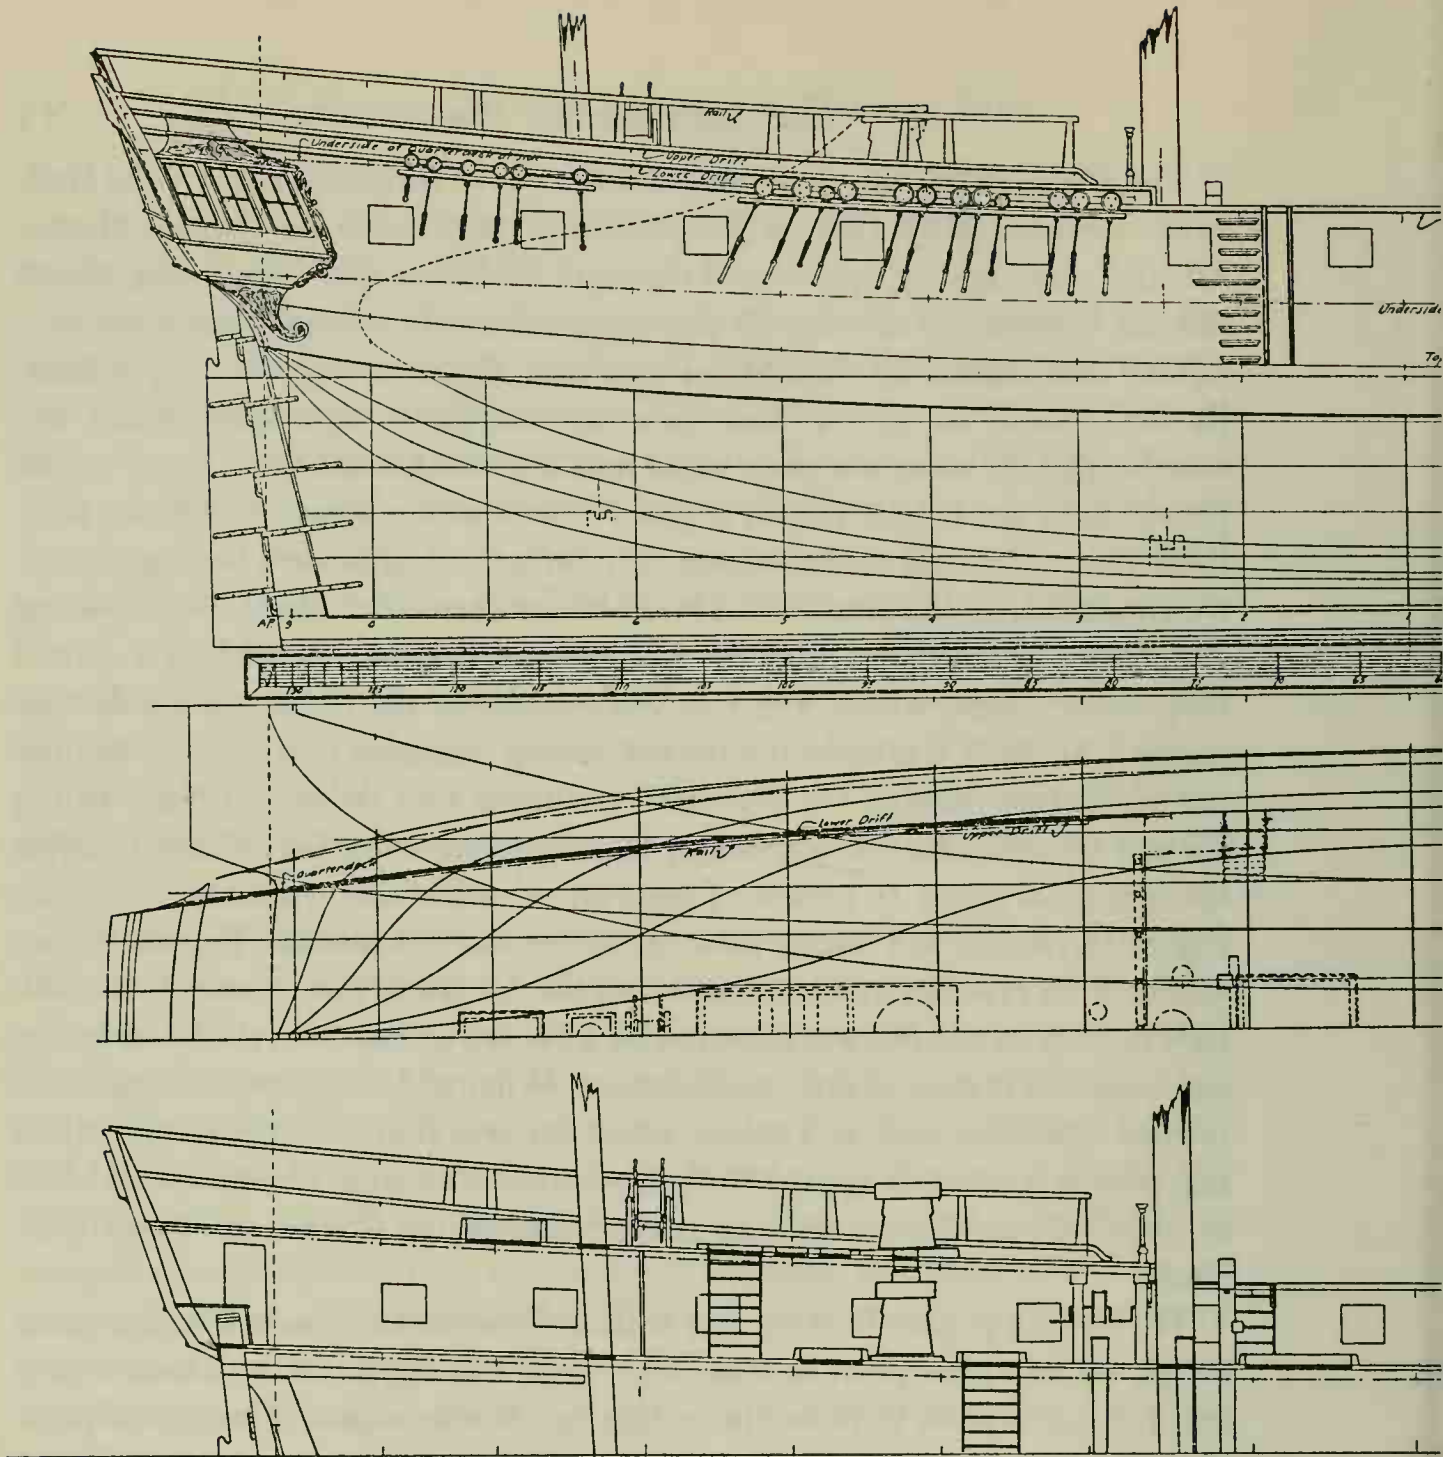 Rail
Underside of Quarterdeck at side
Upper Drift
Lower Drift
Underside
To
A.P. 9 8 7 6 5 4 3 2 1
130 125 120 115 110 105 100 95 90 85 80 75 70 65
Lower Drift
Upper Drift
Rail
Quarterdeck